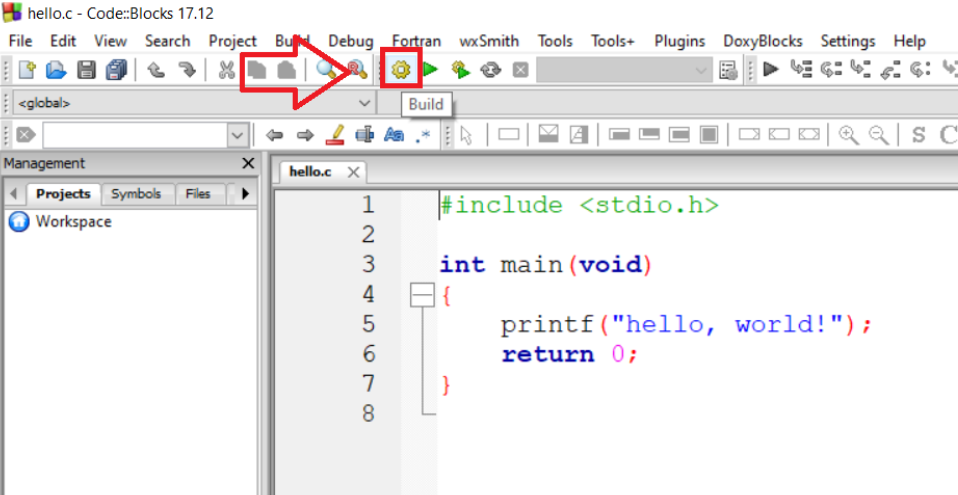 hello.c - Code::Blocks 17.12
File Edit View Search Project Build Debug Fortran wxSmith Tools Tools+ Plugins DoxyBlocks Settings Help
<global>
Build
Aa .* S C
Management
Projects Symbols Files
hello.c
Workspace
1 #include <stdio.h>
2
3 int main(void)
4 {
5 printf("hello, world!");
6 return 0;
7 }
8